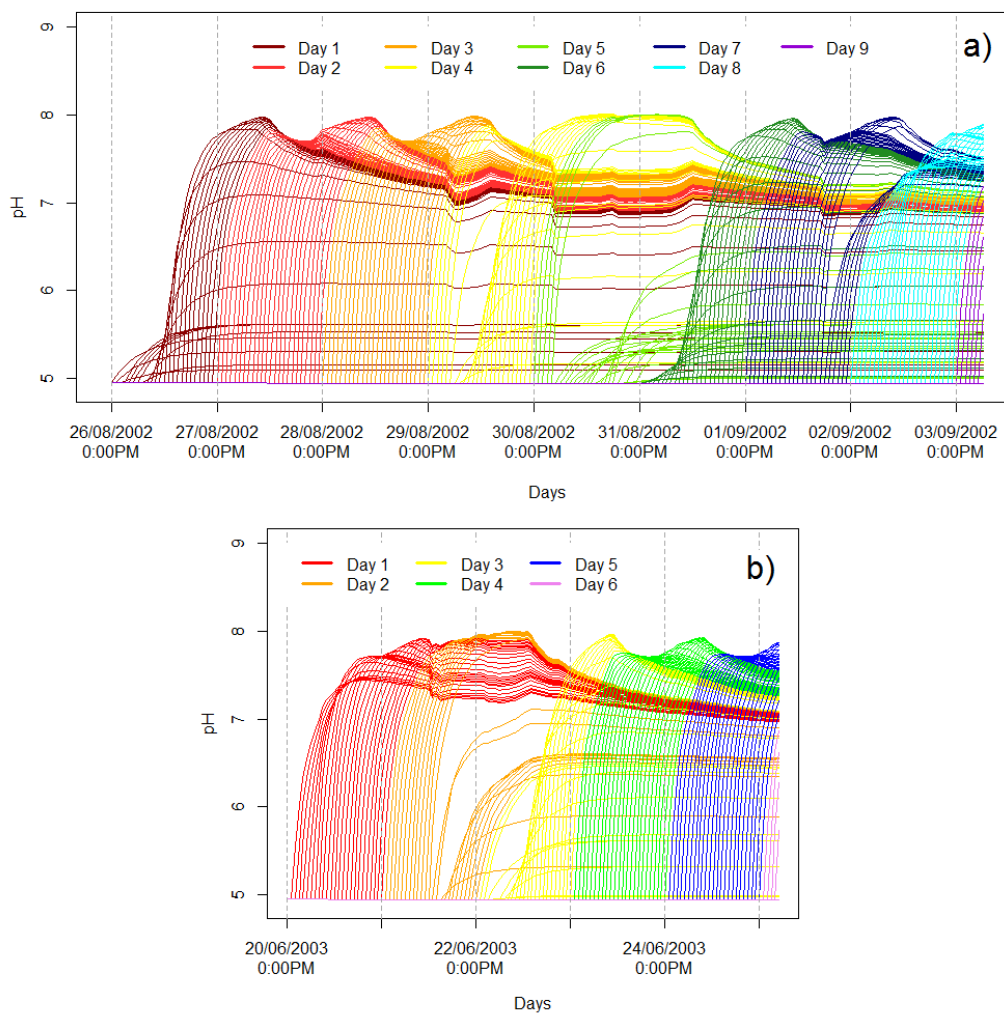 a)
Day 1 Day 3 Day 5 Day 7 Day 9
Day 2 Day 4 Day 6 Day 8
9
8
7
6
5
pH
26/08/2002 27/08/2002 28/08/2002 29/08/2002 30/08/2002 31/08/2002 01/09/2002 02/09/2002 03/09/2002
0:00PM 0:00PM 0:00PM 0:00PM 0:00PM 0:00PM 0:00PM 0:00PM 0:00PM
Days
b)
Day 1 Day 3 Day 5
Day 2 Day 4 Day 6
9
8
7
6
5
pH
20/06/2003 22/06/2003 24/06/2003
0:00PM 0:00PM 0:00PM
Days